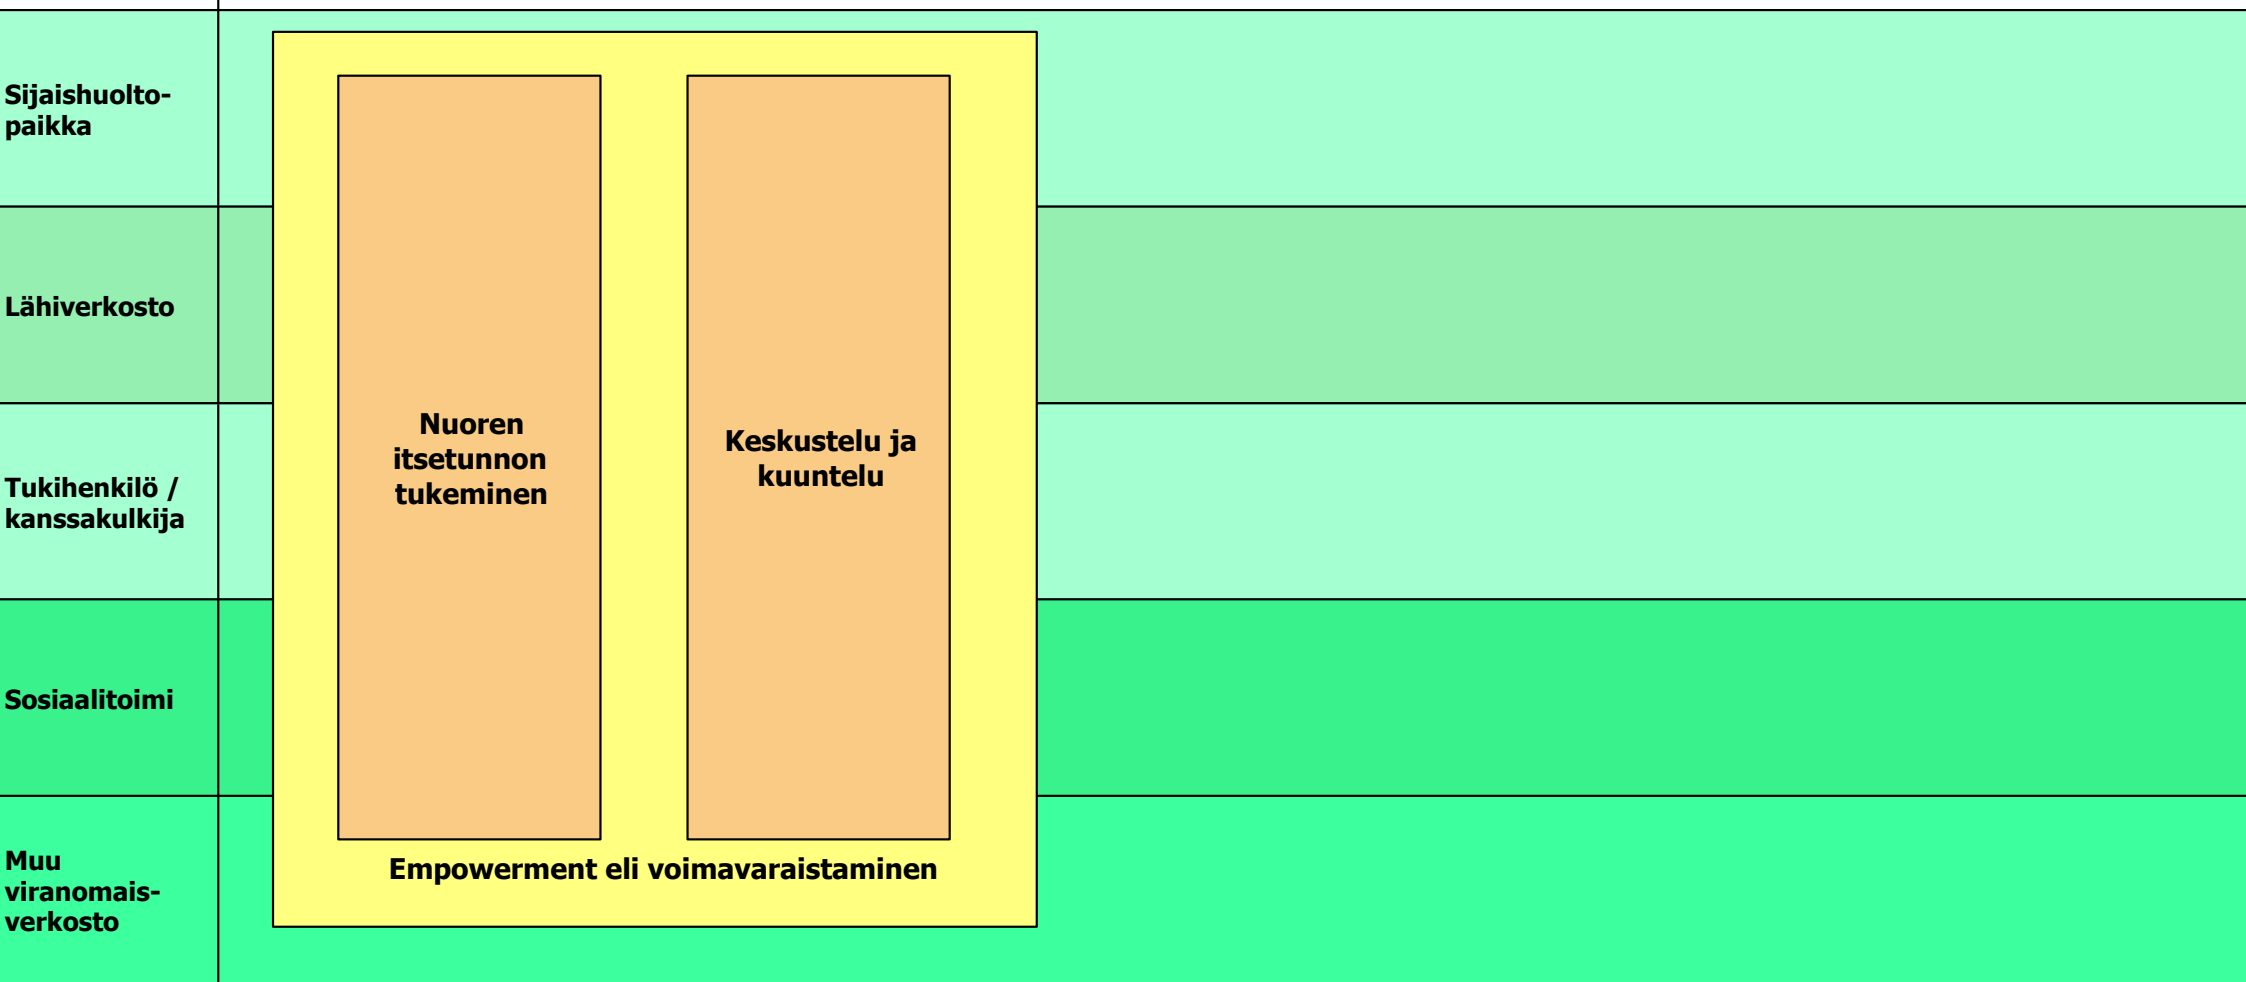 Sijaishuolto-
paikka
Lähiverkosto
Tukihenkilö /
kanssakulkija
Sosiaalitoimi
Muu
viranomais-
verkosto
Nuoren
itsetunnon
tukeminen
Keskustelu ja
kuuntelu
Empowerment eli voimavaraistaminen